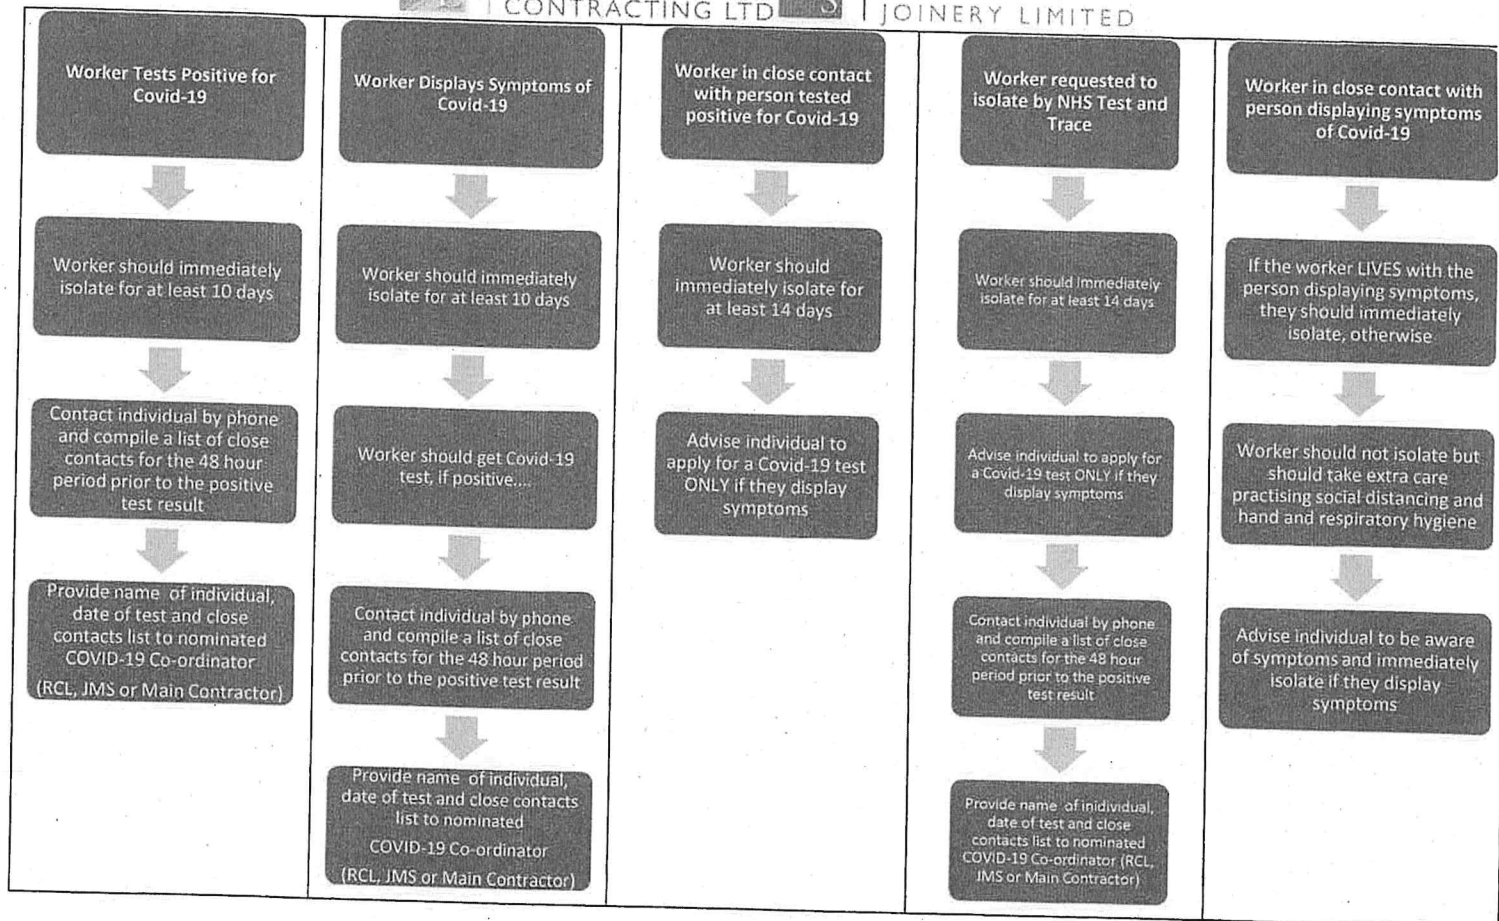 CONTRACTING LTD
JOINERY LIMITED
Worker Tests Positive for
Covid-19
Worker should immediately
isolate for at least 10 days
Contact individual by phone
and compile a list of close
contacts for the 48 hour
period prior to the positive
test result
Provide name of individual,
date of test and close
contacts list to nominated
COVID-19 Co-ordinator
(RCL, JMS or Main Contractor)
Worker Displays Symptoms of
Covid-19
Worker should immediately
isolate for at least 10 days
Worker should get Covid-19
test, if positive....
Contact individual by phone
and compile a list of close
contacts for the 48 hour period
prior to the positive test result
Provide name of individual,
date of test and close contacts
list to nominated
COVID-19 Co-ordinator
(RCL, JMS or Main Contractor)
Worker in close contact
with person tested
positive for Covid-19
Worker should
immediately isolate for
at least 14 days
Advise individual to
apply for a Covid-19 test
ONLY if they display
symptoms
Worker requested to
isolate by NHS Test and
Trace
Worker should immediately
isolate for at least 14 days
Advise individual to apply for
a Covid-19 test ONLY if they
display symptoms
Contact individual by phone
and compile a list of close
contacts for the 48 hour
period prior to the positive
test result
Provide name of inidividual,
date of test and close
contacts list to nominated
COVID-19 Co-ordinator (RCL,
JMS or Main Contractor)
Worker in close contact with
person displaying symptoms
of Covid-19
If the worker LIVES with the
person displaying symptoms,
they should immediately
isolate, otherwise
Worker should not isolate but
should take extra care
practising social distancing and
hand and respiratory hygiene
Advise individual to be aware
of symptoms and immediately
isolate if they display
symptoms